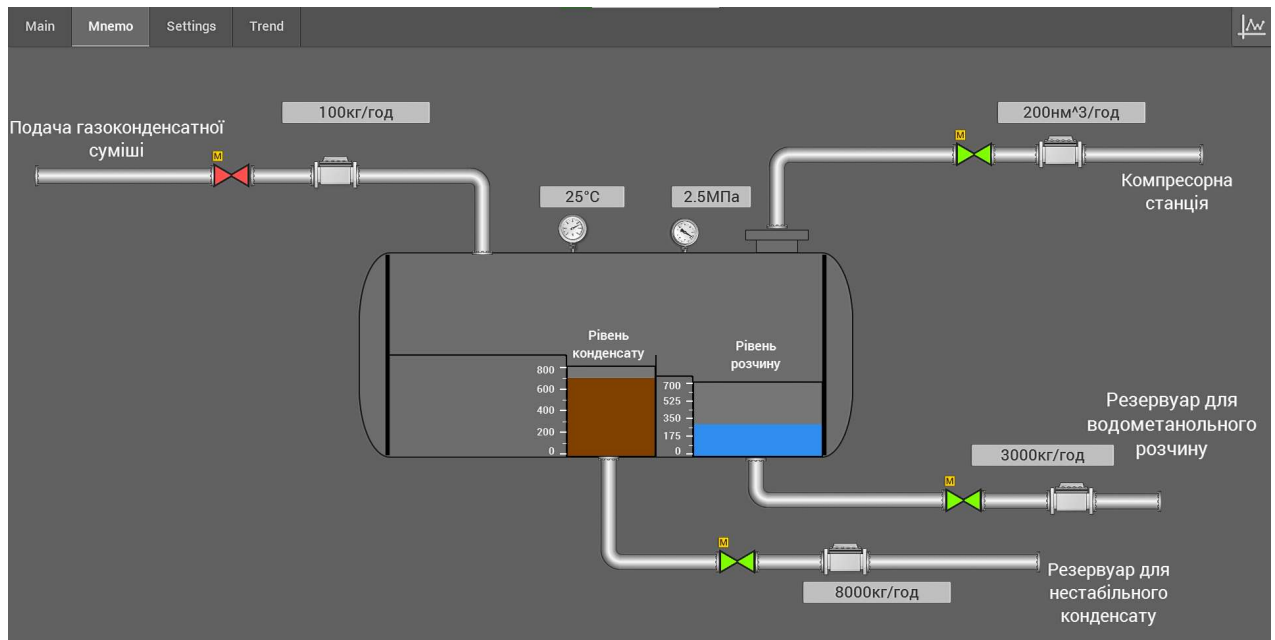 Main Mnemo Settings Trend
100кг/год
200нм^3/год
Подача газоконденсатної
суміші
M
M
Компресорна
станція
25°C
2.5МПа
Рівень
конденсату
Рівень
розчину
800
600
400
200
0
700
525
350
175
0
Резервуар для
водометанольного
розчину
3000кг/год
M
M
8000кг/год
Резервуар для
нестабільного
конденсату